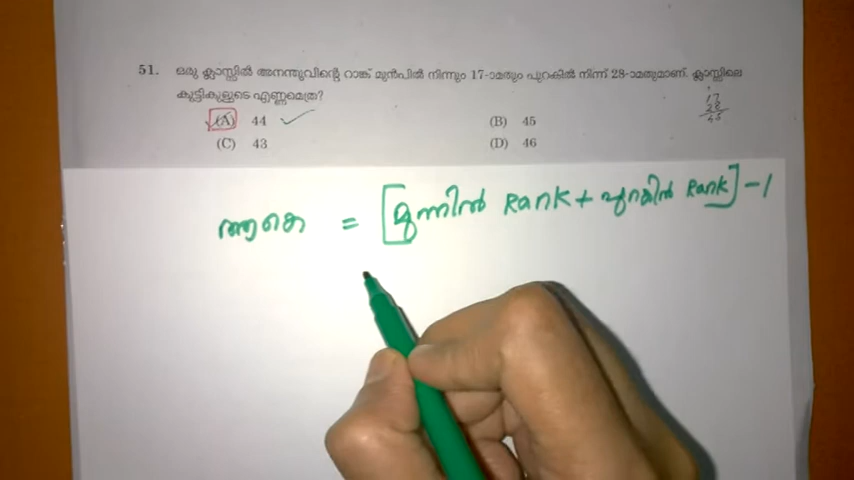 51. ഒരു ക്ലാസ്സിൽ അനന്തുവിന്റെ റാങ്ക് മുൻപിൽ നിന്നും 17-ാമതും പുറകിൽ നിന്ന് 28-ാമതുമാണ്. ക്ലാസ്സിലെ
കുട്ടികളുടെ എണ്ണമെത്ര?
(A) 44 (B) 45
(C) 43 (D) 46
17
28
45
ആകെ = [മുന്നിൽ Rank + പുറകിൽ Rank] - 1